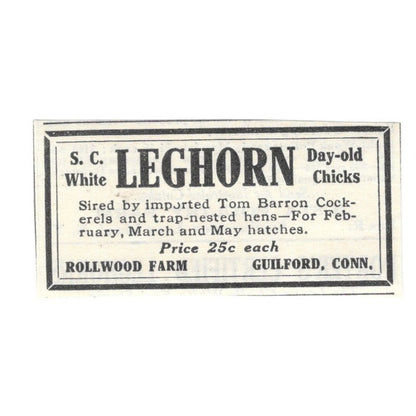 S. C. White LEGHORN Day-old Chicks
Sired by imported Tom Barron Cock-
erels and trap-nested hens—For Feb-
ruary, March and May hatches.
Price 25c each
ROLLWOOD FARM GUILFORD, CONN.